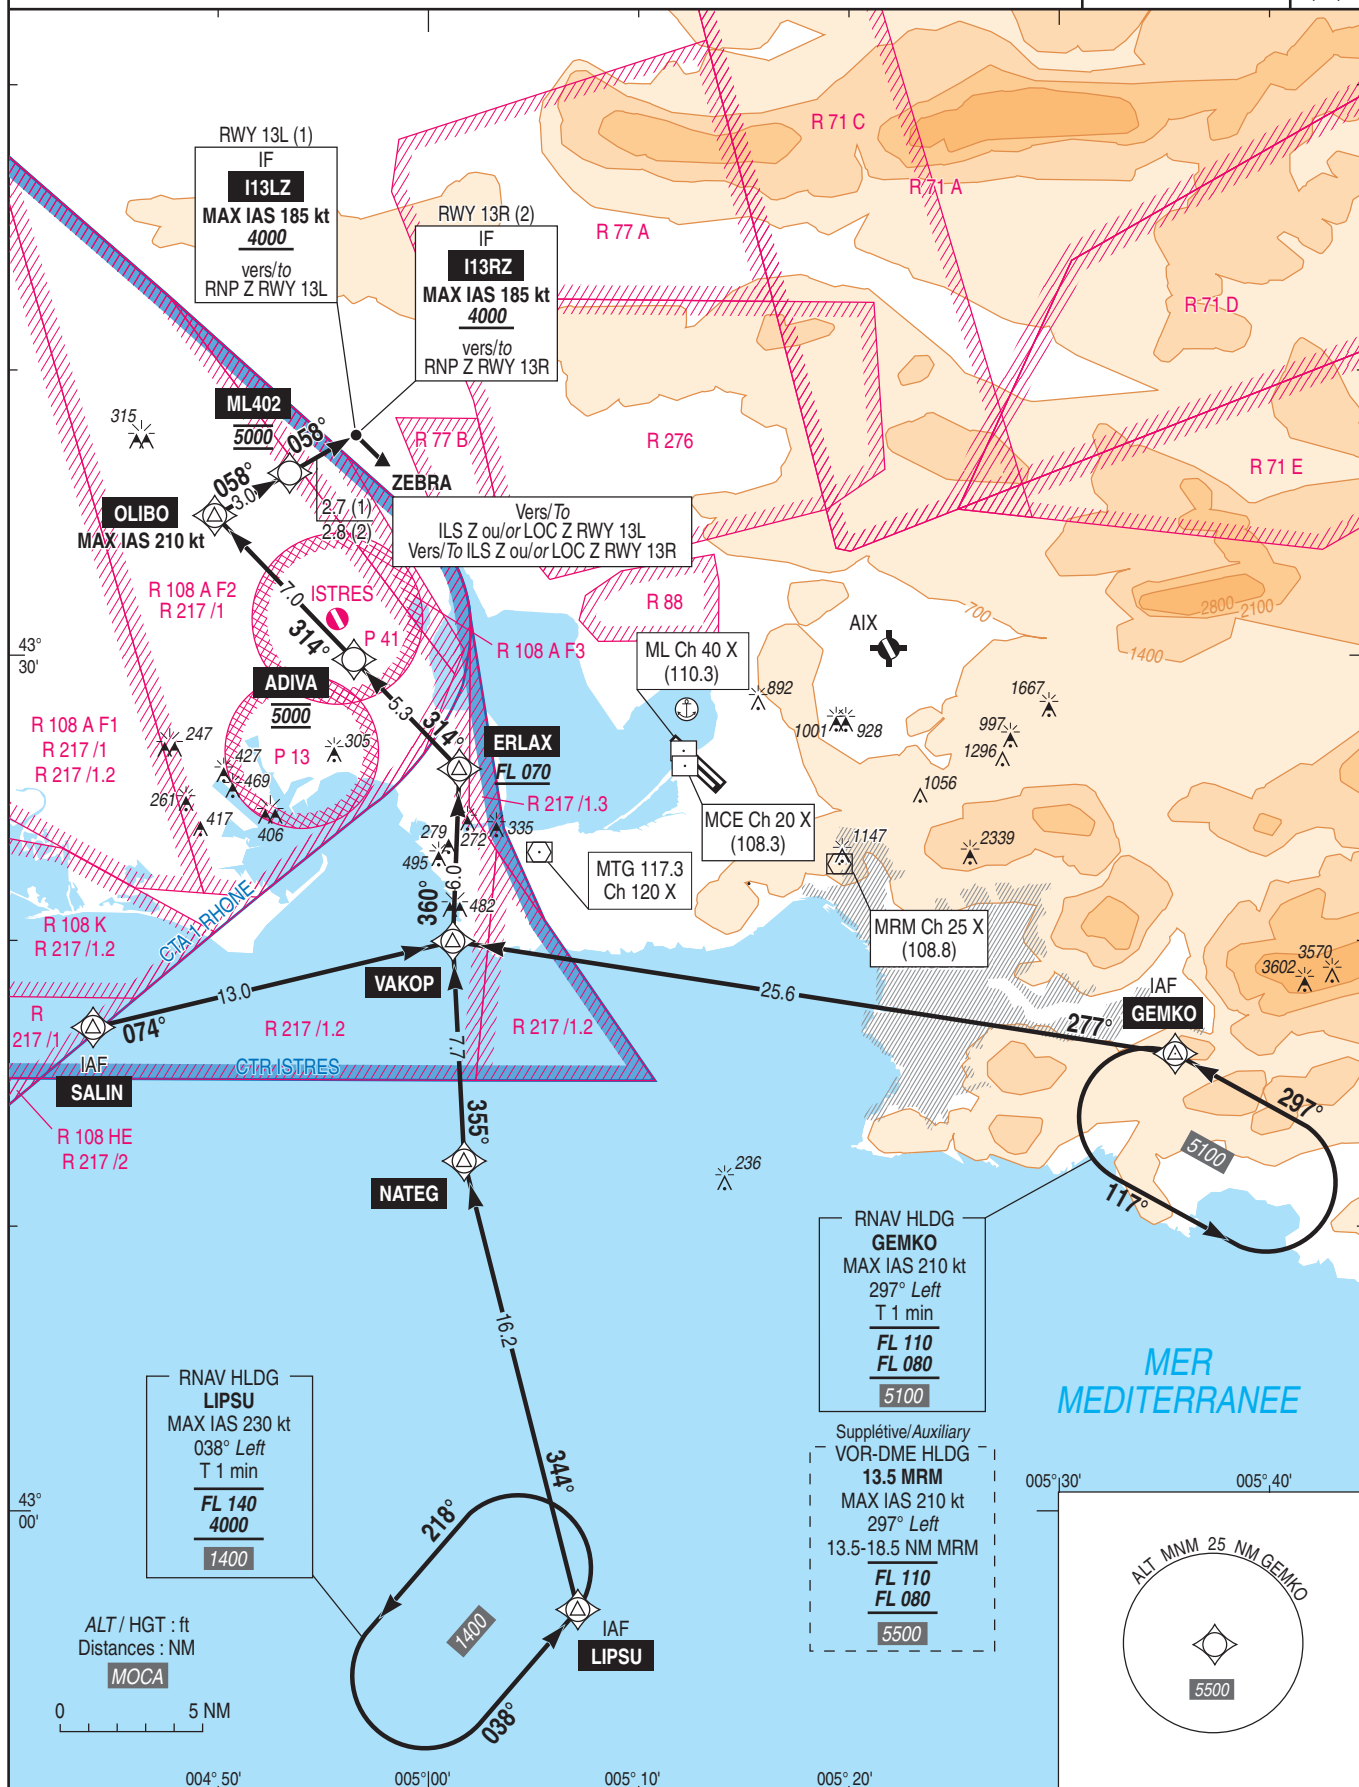 RWY 13L (1)
IF
I13LZ
MAX IAS 185 kt
4000
vers/to
RNP Z RWY 13L
RWY 13R (2)
IF
I13RZ
MAX IAS 185 kt
4000
vers/to
RNP Z RWY 13R
R 71 C
R 71 A
R 77 A
R 71 D
R 77 B
R 276
R 71 E
315
ML402
5000
058°
058°
3.0
ZEBRA
OLIBO
MAX IAS 210 kt
2.7 (1)
2.8 (2)
Vers/To
ILS Z ou/or LOC Z RWY 13L
Vers/To ILS Z ou/or LOC Z RWY 13R
R 108 A F2
R 217 /1
7.0
314°
ISTRES
P 41
R 88
R 108 A F3
AIX
700
2800
2100
1400
43°
30'
ML Ch 40 X
(110.3)
ADIVA
5000
5.3
314°
892
1001
928
1667
997
1296
R 108 A F1
R 217 /1
R 217 /1.2
247
427
469
261
417
406
P 13
305
ERLAX
FL 070
R 217 /1.3
1056
MCE Ch 20 X
(108.3)
279
272
335
495
1147
2339
MTG 117.3
Ch 120 X
9.0
360°
482
MRM Ch 25 X
(108.8)
R 108 K
R 217 /1.2
CTA 1 RHONE
VAKOP
3602
3570
IAF
GEMKO
13.0
25.6
277°
R
217 /1
074°
R 217 /1.2
R 217 /1.2
7.7
CTR ISTRES
IAF
SALIN
297°
355°
R 108 HE
R 217 /2
5100
117°
NATEG
236
RNAV HLDG
GEMKO
MAX IAS 210 kt
297° Left
T 1 min
FL 110
FL 080
5100
16.2
MER
MEDITERRANEE
RNAV HLDG
LIPSU
MAX IAS 230 kt
038° Left
T 1 min
FL 140
4000
1400
Supplétive/Auxiliary
VOR-DME HLDG
13.5 MRM
MAX IAS 210 kt
297° Left
13.5-18.5 NM MRM
FL 110
FL 080
5500
344°
218°
005° 30'
005° 40'
43°
00'
ALT MNM 25 NM GEMKO
5500
1400
IAF
LIPSU
038°
ALT / HGT : ft
Distances : NM
MOCA
0
5 NM
004° 50'
005° 00'
005° 10'
005° 20'